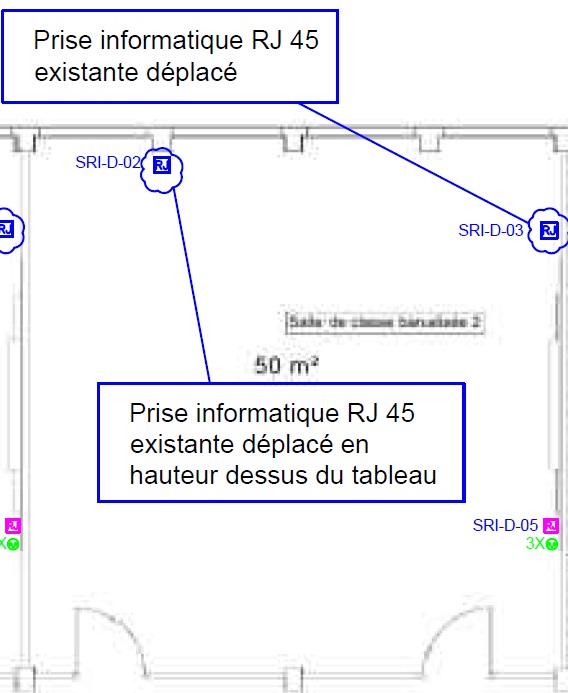 Prise informatique RJ 45
existante déplacé
SRI-D-02
RJ
RJ
SRI-D-03
RJ
Salle de classe banalisée 2
50 m²
Prise informatique RJ 45
existante déplacé en
hauteur dessus du tableau
SRI-D-05
3X